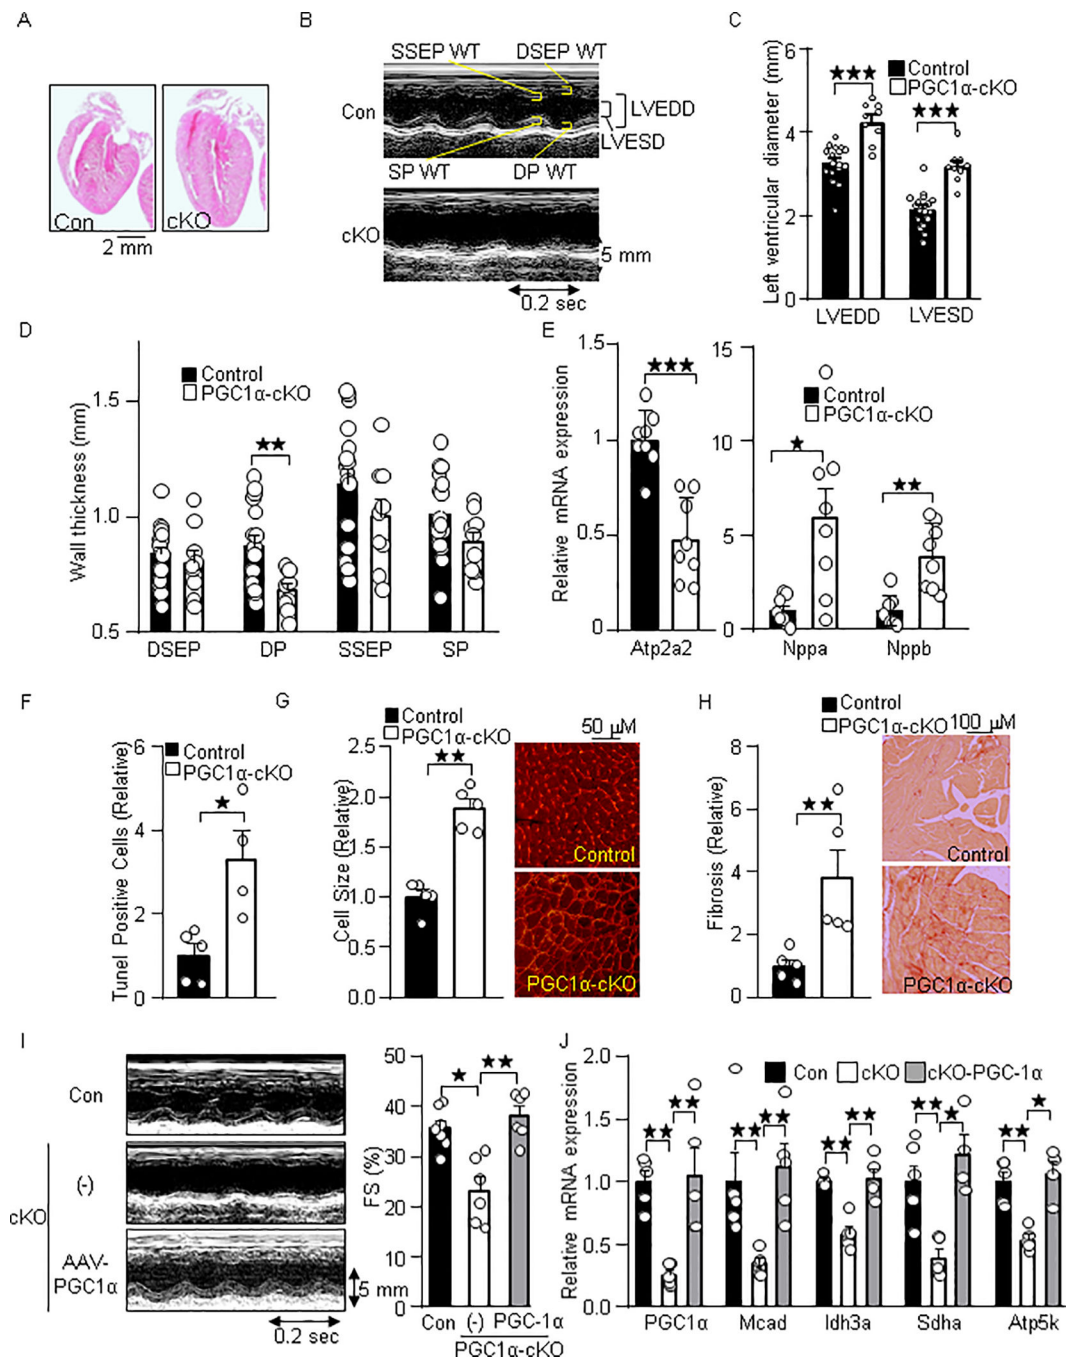 A
Con
cKO
2 mm
B
SSEP WT
DSEP WT
Con
LVEDD
LVESD
SP WT
DP WT
cKO
5 mm
0.2 sec
C
Left ventricular diameter (mm)
6
4
2
0
Control
PGC1α-cKO
★★★
★★★
LVEDD
LVESD
D
Wall thickness (mm)
1.5
1.0
0.5
Control
PGC1α-cKO
★★
DSEP
DP
SSEP
SP
E
Relative mRNA expression
1.5
1
0.5
0
★★★
Atp2a2
15
10
5
0
Control
PGC1α-cKO
★
★★
Nppa
Nppb
F
Tunel Positive Cells (Relative)
6
4
2
0
Control
PGC1α-cKO
★
G
Cell Size (Relative)
2.5
2.0
1.5
1.0
0.5
0.0
Control
PGC1α-cKO
★★
50 μM
Control
PGC1α-cKO
H
Fibrosis (Relative)
8
6
4
2
0
Control
PGC1α-cKO
★★
100 μM
Control
PGC1α-cKO
I
Con
cKO
(-)
AAV-
PGC1α
5 mm
0.2 sec
FS (%)
50
40
30
20
10
0
★
★★
Con
(-)
PGC-1α
PGC1α-cKO
J
Relative mRNA expression
2.0
1.5
1.0
0.5
0.0
Con
cKO
cKO-PGC-1α
★★
★★
★★
★★
★★
★★
★★
★
★★
★
PGC1α
Mcad
Idh3a
Sdha
Atp5k